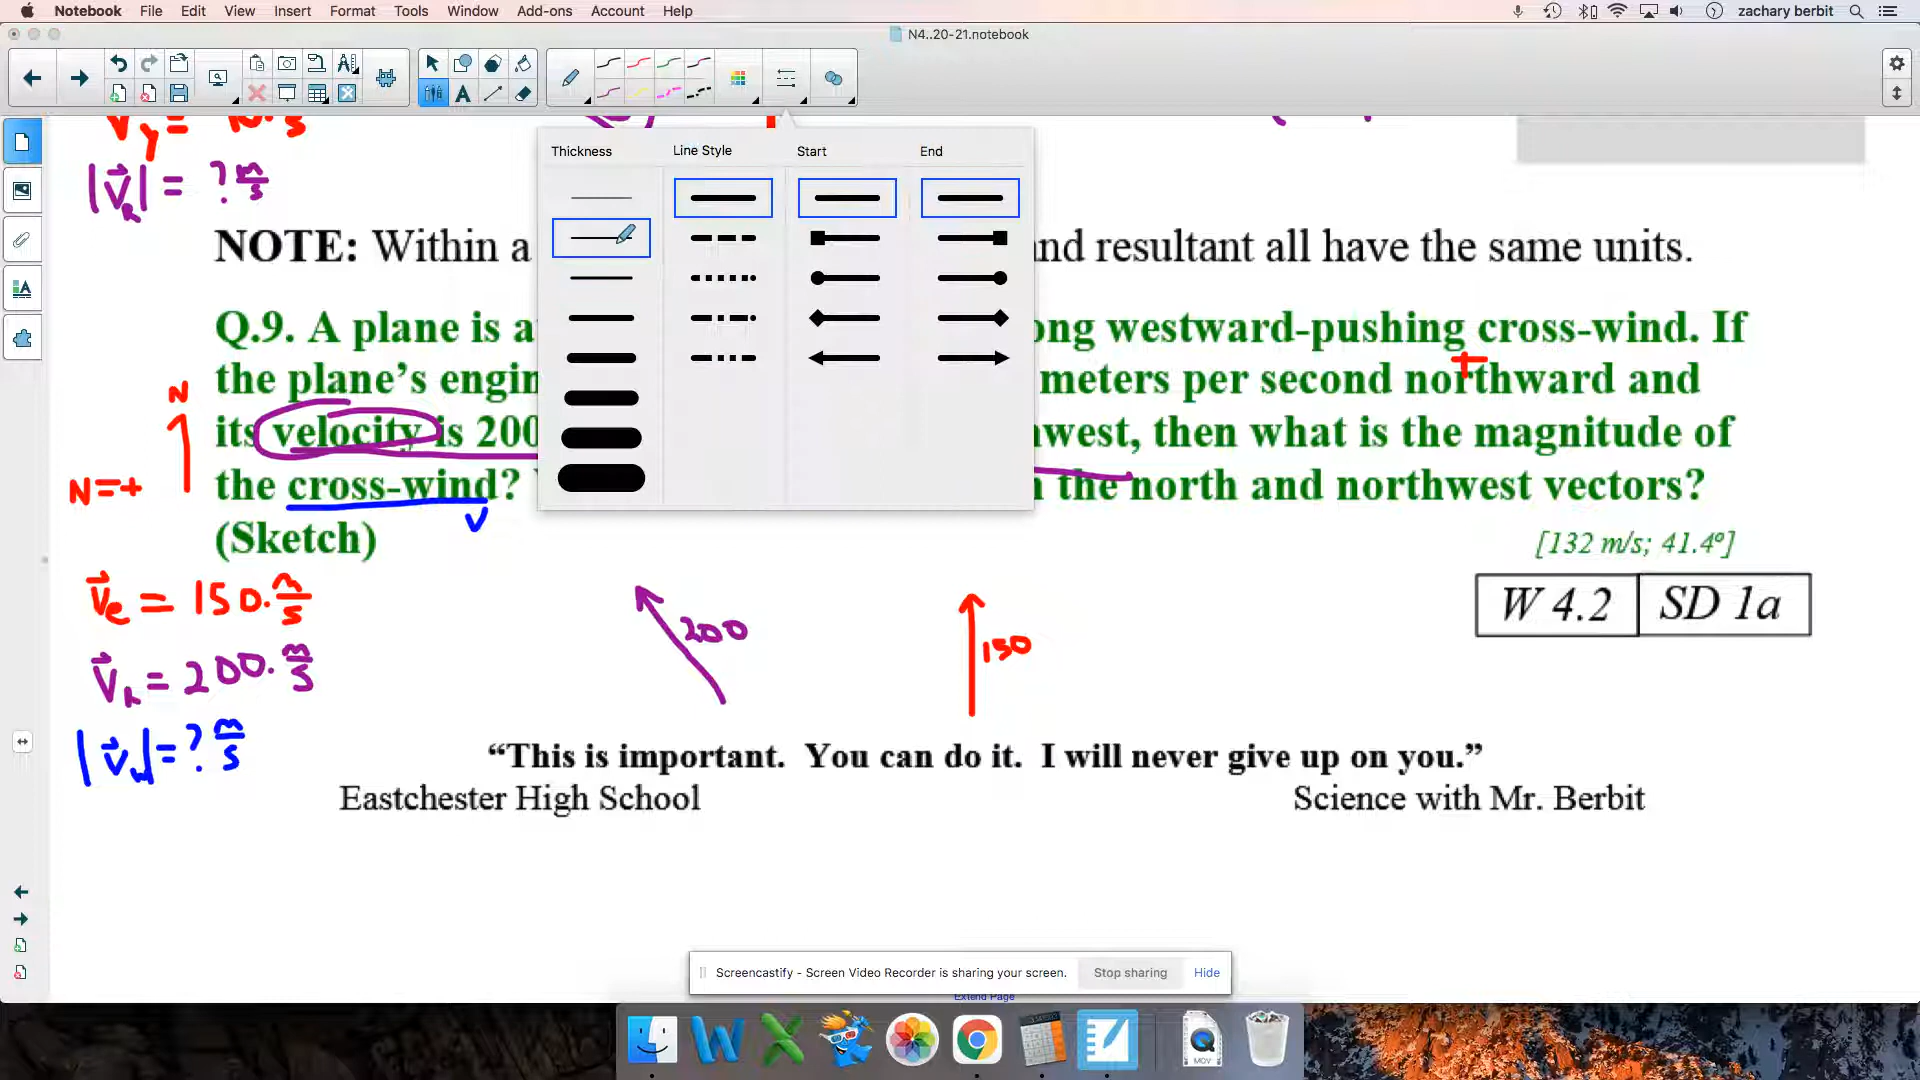 Notebook File Edit View Insert Format Tools Window Add-ons Account Help zachary berbit
N4..20-21.notebook
Thickness Line Style Start End
|v⃗R| = ? m/s
NOTE: Within a nd resultant all have the same units.
Q.9. A plane is a ong westward-pushing cross-wind. If
the plane’s engin meters per second northward and
its velocity is 200 west, then what is the magnitude of
the cross-wind? the north and northwest vectors?
(Sketch)
N
N=+
v
[132 m/s; 41.4º]
W 4.2 SD 1a
v⃗e = 150. m/s
200
150
v⃗R = 200. m/s
|v⃗w| = ? m/s
“This is important. You can do it. I will never give up on you.”
Eastchester High School Science with Mr. Berbit
Screencastify - Screen Video Recorder is sharing your screen. Stop sharing Hide
Extend Page
MOV